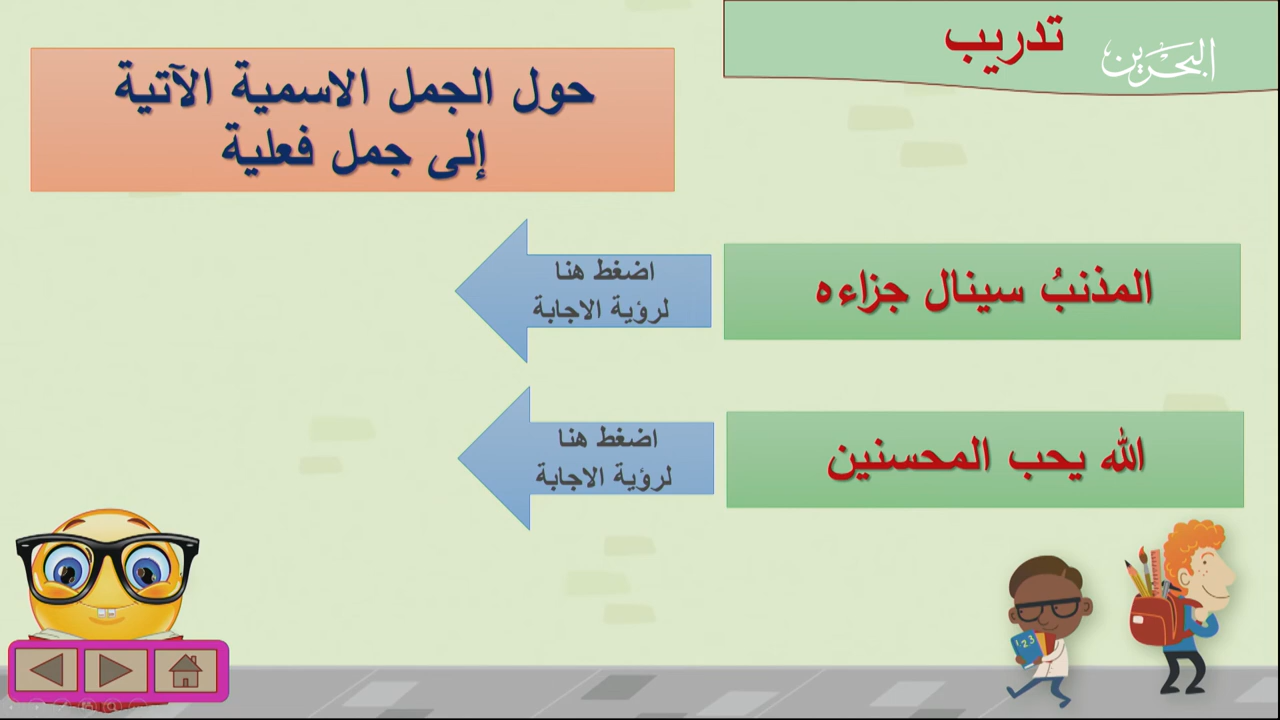 البحرين
تدريب
حول الجمل الاسمية الآتية
إلى جمل فعلية
المذنبُ سينال جزاءه
اضغط هنا
لرؤية الاجابة
الله يحب المحسنين
اضغط هنا
لرؤية الاجابة
123